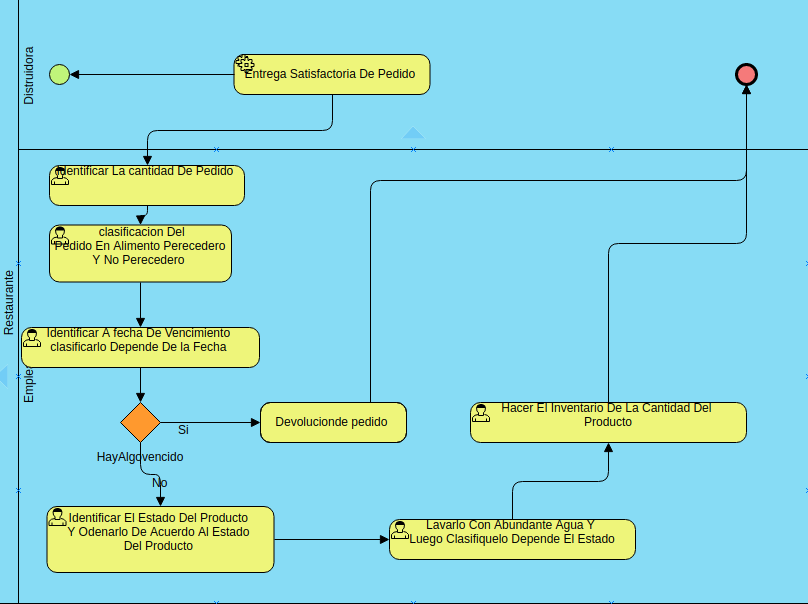 Distruidora
Entrega Satisfactoria De Pedido
Restaurante
Identificar La cantidad De Pedido
clasificacion Del
Pedido En Alimento Perecedero
Y No Perecedero
Identificar A fecha De Vencimiento
clasificarlo Depende De la Fecha
Si
Devolucionde pedido
Hacer El Inventario De La Cantidad Del
Producto
HayAlgovencido
No
Identificar El Estado Del Producto
Y Odenarlo De Acuerdo Al Estado
Del Producto
Lavarlo Con Abundante Agua Y
Luego Clasifiquelo Depende El Estado